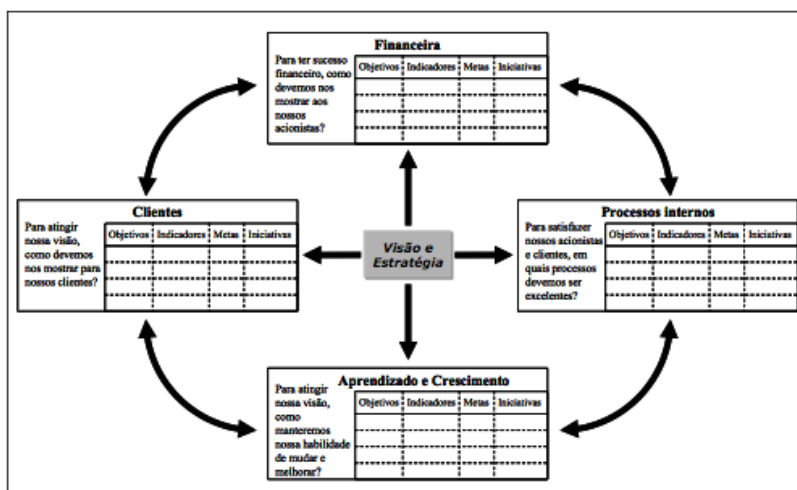 Financeira
Para ter sucesso
financeiro, como
devemos nos
mostrar aos
nossos
acionistas?
Objetivos Indicadores Metas Iniciativas
Clientes
Para atingir
nossa visão,
como devemos
nos mostrar para
nossos clientes?
Objetivos Indicadores Metas Iniciativas
Visão e
Estratégia
Processos internos
Para satisfazer
nossos acionistas
e clientes, em
quais processos
devemos ser
excelentes?
Objetivos Indicadores Metas Iniciativas
Aprendizado e Crescimento
Para atingir
nossa visão,
como
manteremos
nossa habilidade
de mudar e
melhorar?
Objetivos Indicadores Metas Iniciativas